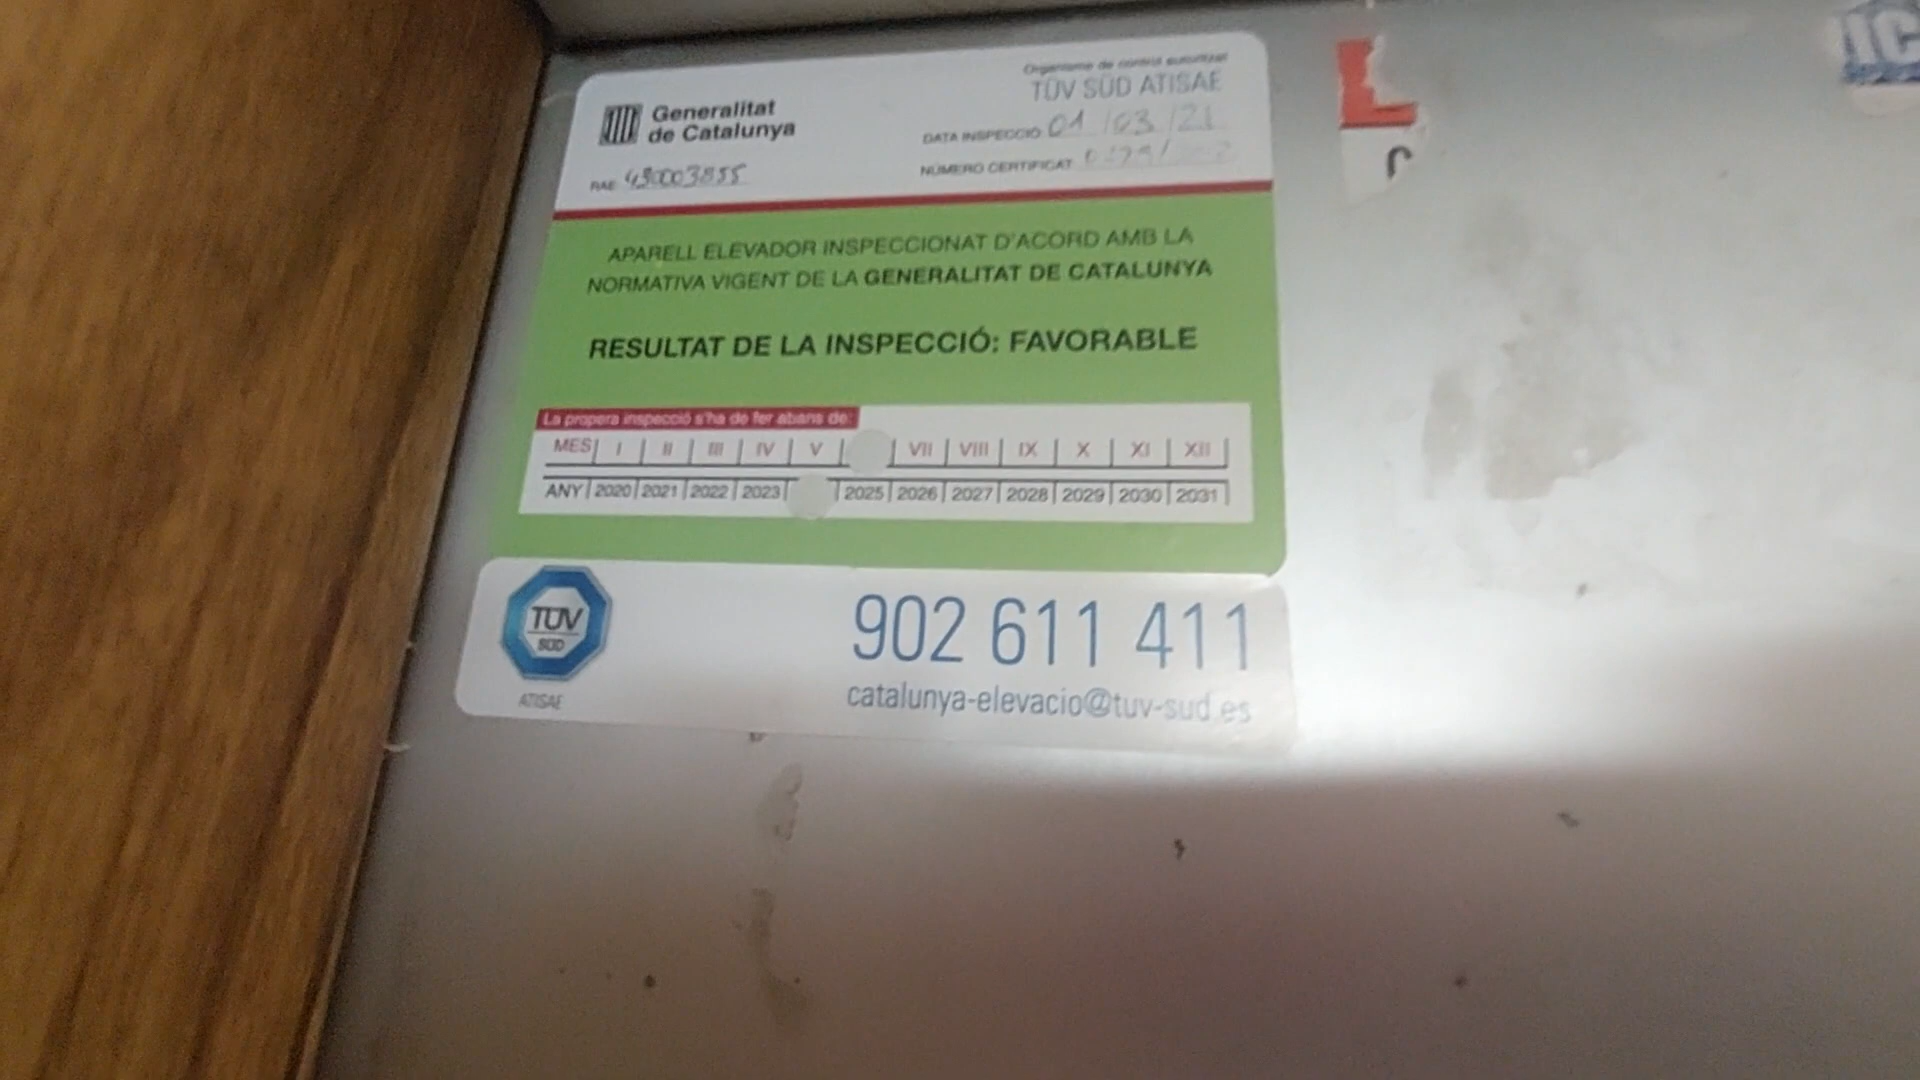 Organisme de control autoritzat
TÜV SÜD ATISAE
Generalitat
de Catalunya
DATA INSPECCIÓ 01/03/21
NÚMERO CERTIFICAT
RAE 430003855
APARELL ELEVADOR INSPECCIONAT D'ACORD AMB LA
NORMATIVA VIGENT DE LA GENERALITAT DE CATALUNYA
RESULTAT DE LA INSPECCIÓ: FAVORABLE
La propera inspecció s'ha de fer abans de:
MES I II III IV V VII VIII IX X XI XII
ANY 2020 2021 2022 2023 2025 2026 2027 2028 2029 2030 2031
TÜV
SÜD
ATISAE
902 611 411
catalunya-elevacio@tuv-sud.es
IC